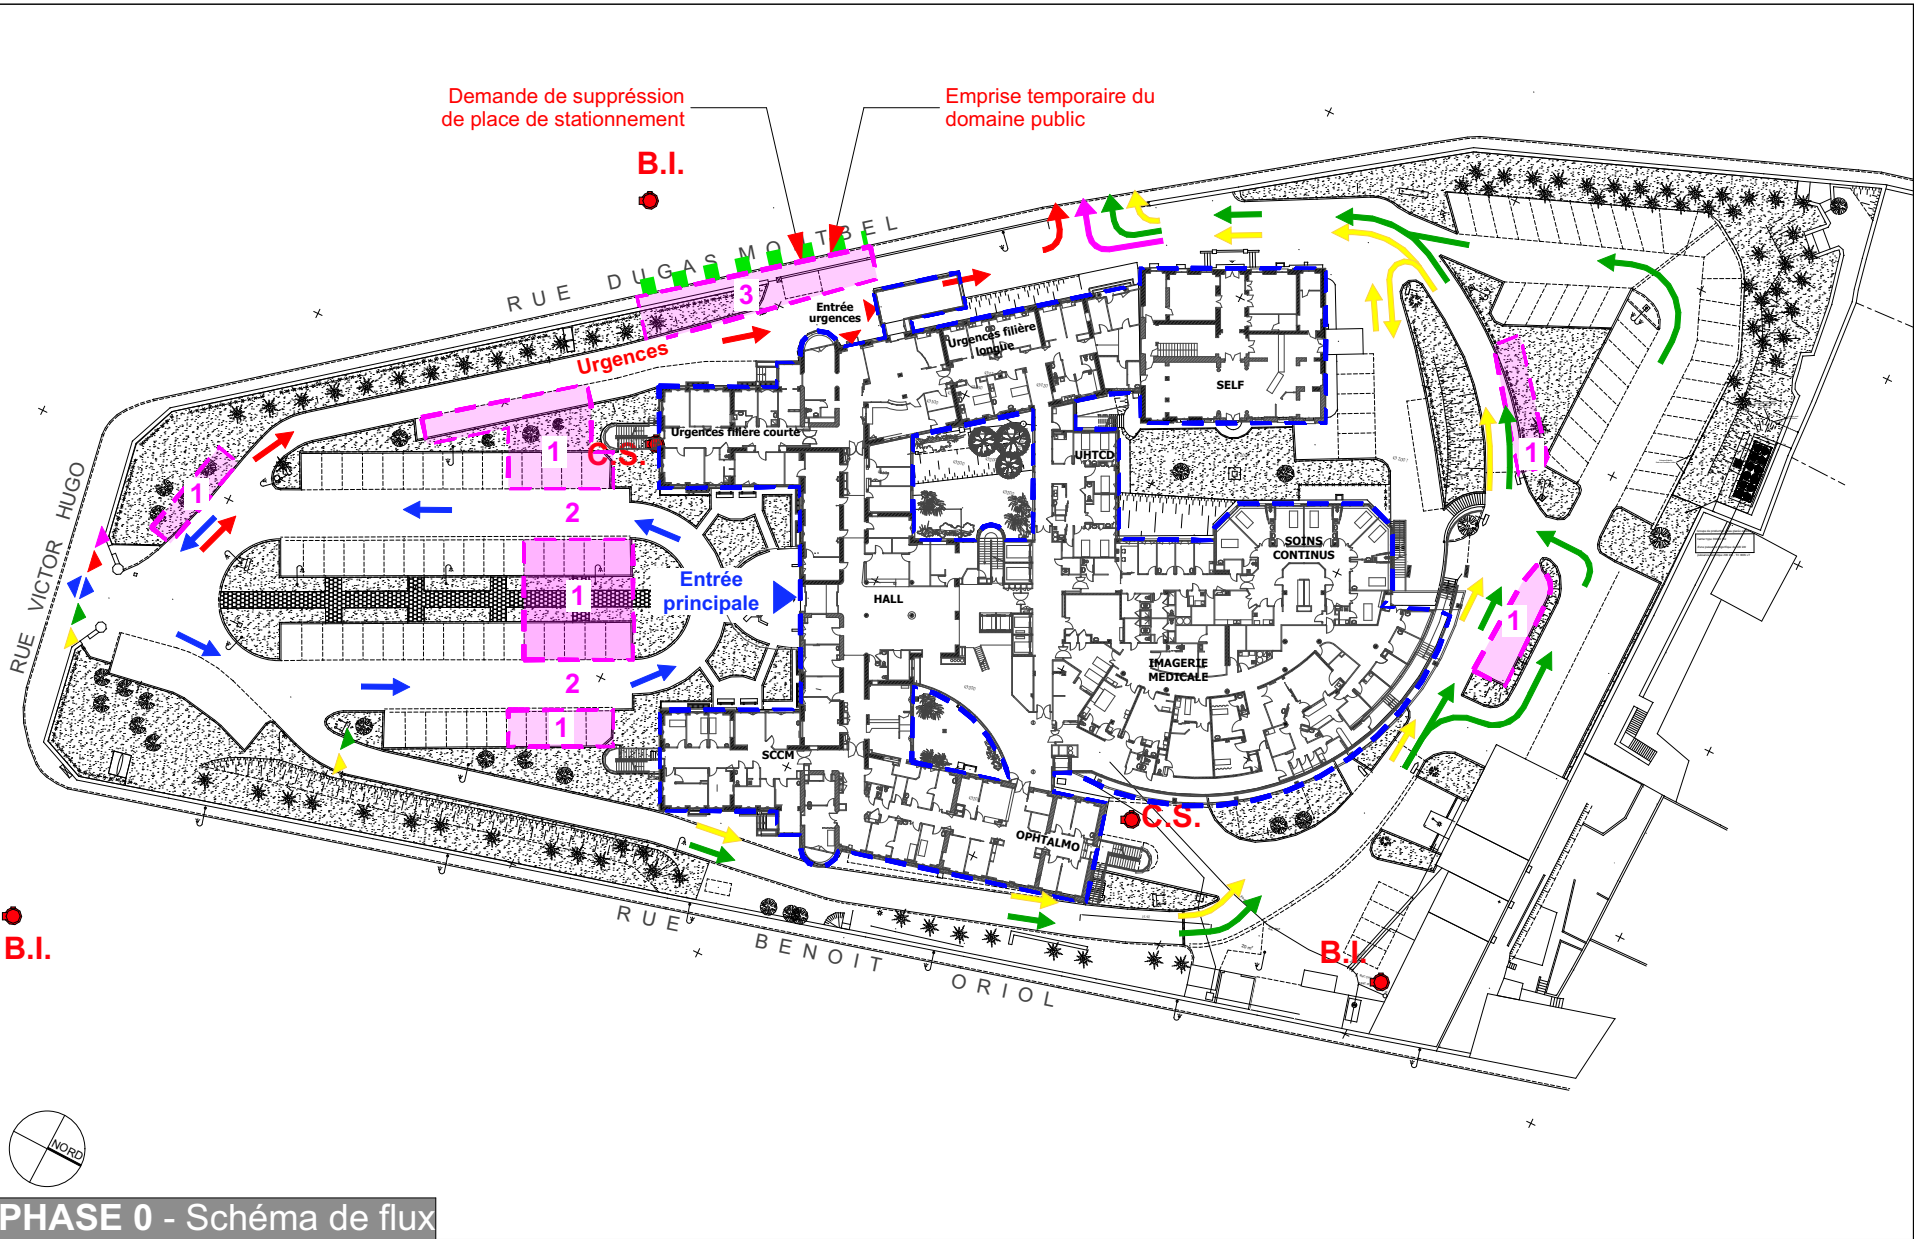 Demande de suppréssion
de place de stationnement
Emprise temporaire du
domaine public
B.I.
RUE DUGAS MONTBEL
3
Entrée
urgences
Urgences
Urgences filière
longue
SELF
Urgences filière courte
C.S.
1
1
1
UHTCD
2
SOINS
CONTINUS
RUE VICTOR HUGO
Entrée
principale
HALL
1
1
IMAGERIE
MEDICALE
2
1
SCCM
C.S.
OPHTALMO
B.I.
RUE BENOIT ORIOL
B.I.
NORD
PHASE 0 - Schéma de flux